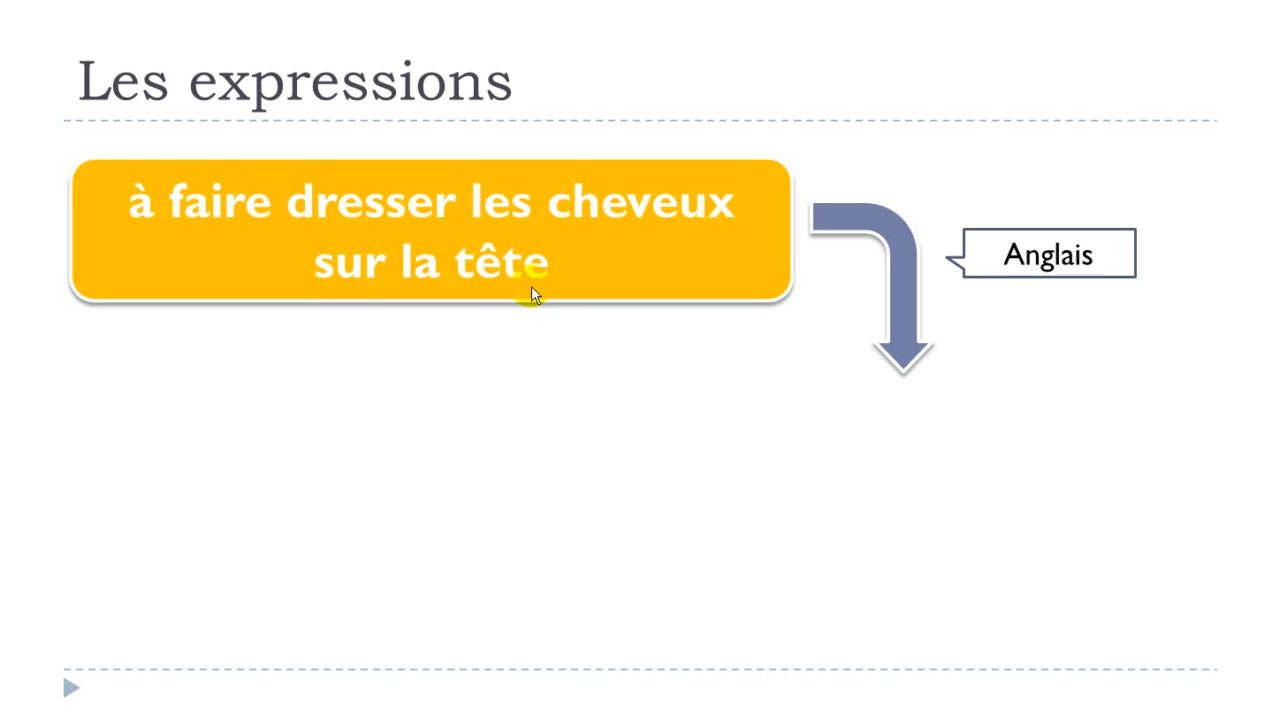 Les expressions
à faire dresser les cheveux
sur la tête
Anglais